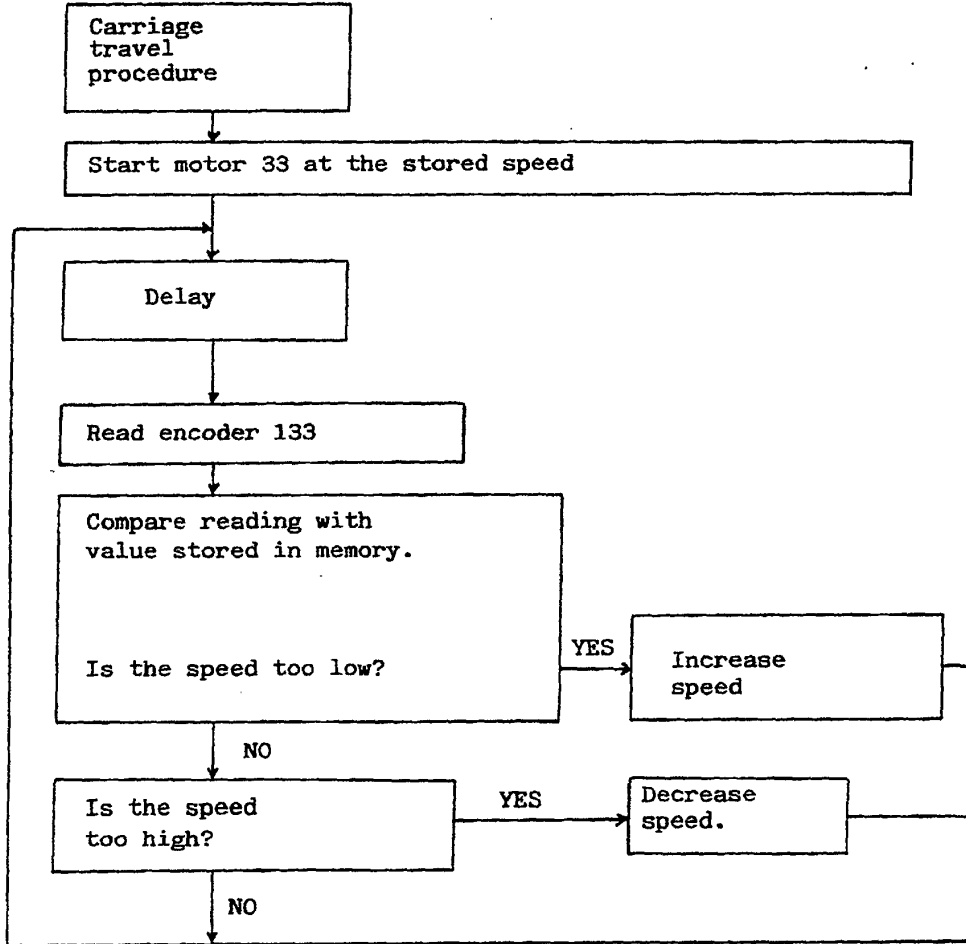 Carriage
travel
procedure
Start motor 33 at the stored speed
Delay
Read encoder 133
Compare reading with
value stored in memory.
Is the speed too low?
YES
Increase
speed
NO
Is the speed
too high?
YES
Decrease
speed.
NO